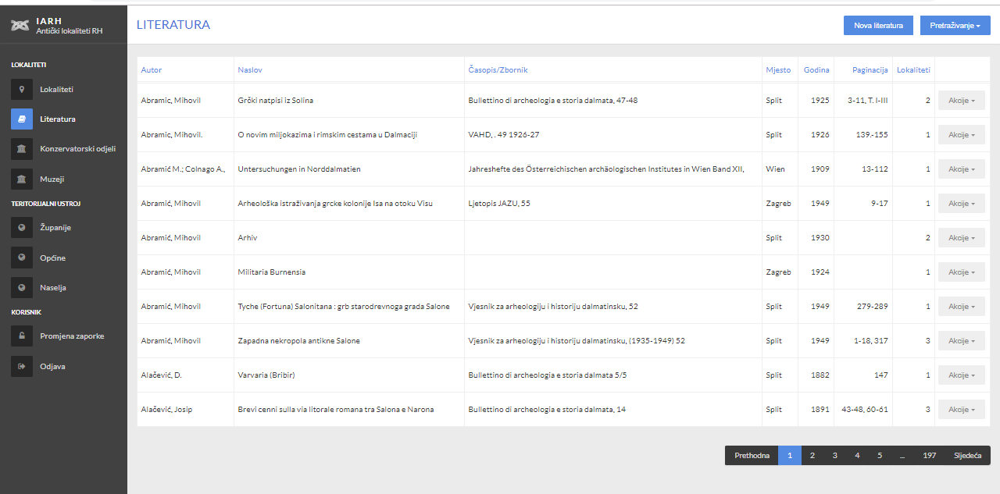 IARH
Antički lokaliteti RH
LOKALITETI
Lokaliteti
Literatura
Konzervatorski odjeli
Muzeji
TERITORIJALNI USTROJ
Županije
Općine
Naselja
KORISNIK
Promjena zaporke
Odjava
LITERATURA
Nova literatura
Pretraživanje
Autor Naslov Časopis/Zbornik Mjesto Godina Paginacija Lokaliteti
Abramic, Mihovil Grčki natpisi iz Solina Bullettino di archeologia e storia dalmata, 47-48 Split 1925 3-11, T. I-III 2 Akcije
Abramic, Mihovil. O novim miljokazima i rimskim cestama u Dalmaciji VAHD, . 49 1926-27 Split 1926 139.-155 1 Akcije
Abramić M.; Colnago A., Untersuchungen in Norddalmatien Jahreshefte des Österreichischen archäologischen Institutes in Wien Band XII, Wien 1909 13-112 1 Akcije
Abramić, Mihovil Arheološka istraživanja grcke kolonije Isa na otoku Visu Ljetopis JAZU, 55 Zagreb 1949 9-17 1 Akcije
Abramić, Mihovil Arhiv Split 1930 2 Akcije
Abramić, Mihovil Militaria Burnensia Zagreb 1924 1 Akcije
Abramić, Mihovil Tyche (Fortuna) Salonitana : grb starodrevnoga grada Salone Vjesnik za arheologiju i historiju dalmatinsku, 52 Split 1949 279-289 1 Akcije
Abramić, Mihovil Zapadna nekropola antikne Salone Vjesnik za arheologiju i historiju dalmatinsku, (1935-1949) 52 Split 1949 1-18, 317 3 Akcije
Alačević, D. Varvaria (Bribir) Bullettino di archeologia e storia dalmata 5/5 Split 1882 147 1 Akcije
Alačević, Josip Brevi cenni sulla via litorale romana tra Salona e Narona Bullettino di archeologia e storia dalmata, 14 Split 1891 43-48, 60-61 3 Akcije
Prethodna 1 2 3 4 5 ... 197 Sljedeća